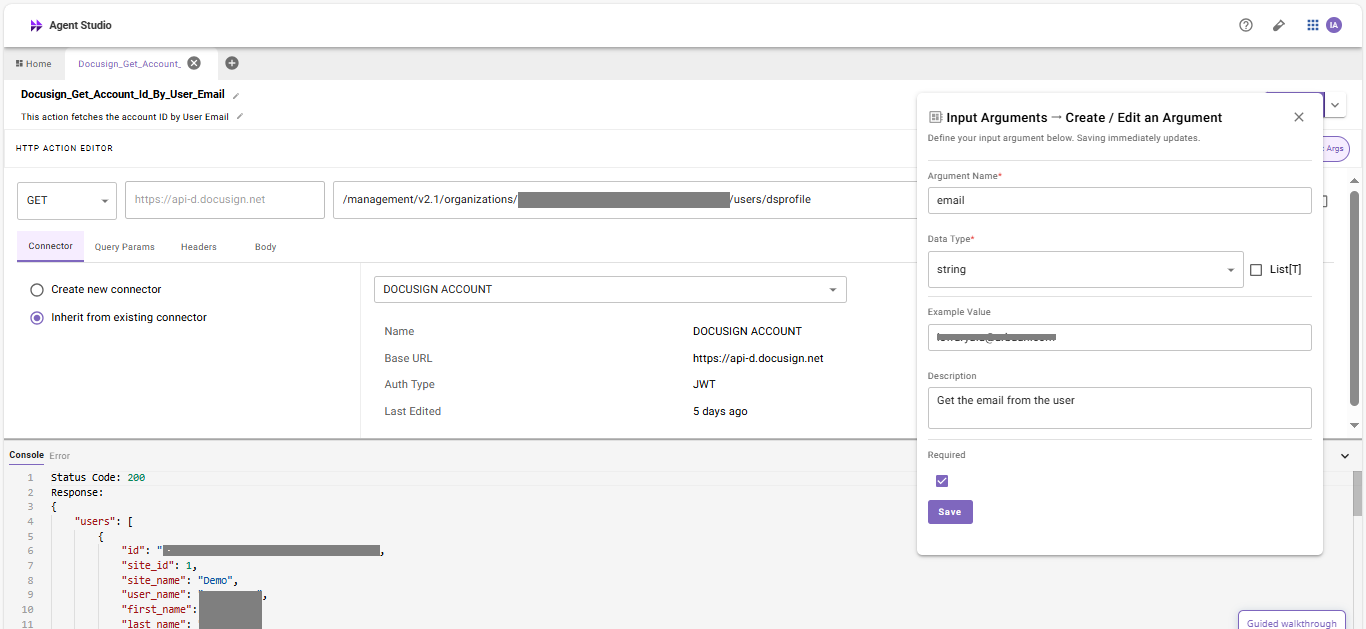 Agent Studio
IA
Home
Docusign_Get_Account_
Docusign_Get_Account_Id_By_User_Email
This action fetches the account ID by User Email
HTTP ACTION EDITOR
Args
GET
https://api-d.docusign.net
/management/v2.1/organizations/ /users/dsprofile
Connector Query Params Headers Body
Create new connector
Inherit from existing connector
DOCUSIGN ACCOUNT
Name DOCUSIGN ACCOUNT
Base URL https://api-d.docusign.net
Auth Type JWT
Last Edited 5 days ago
Input Arguments → Create / Edit an Argument
Define your input argument below. Saving immediately updates.
Argument Name*
email
Data Type*
string
List[T]
Example Value
Description
Get the email from the user
Required
Save
Console Error
1 Status Code: 200
2 Response:
3 {
4 "users": [
5 {
6 "id": " ,
7 "site_id": 1,
8 "site_name": "Demo",
9 "user_name": ",
10 "first_name":
11 "last_name":
Guided walkthrough